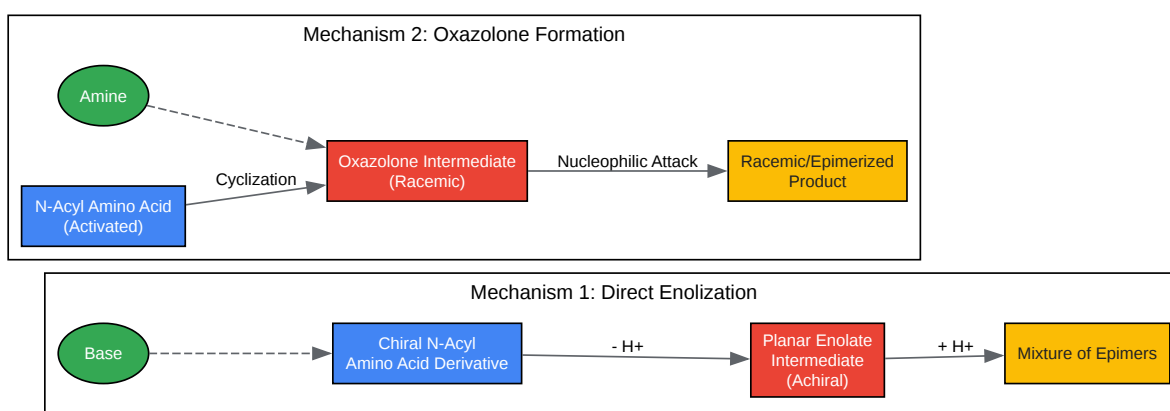 Mechanism 2: Oxazolone Formation
Amine
Oxazolone Intermediate
(Racemic)
Nucleophilic Attack
Racemic/Epimerized
Product
Cyclization
N-Acyl Amino Acid
(Activated)
Mechanism 1: Direct Enolization
Base
Chiral N-Acyl
Amino Acid Derivative
- H+
Planar Enolate
Intermediate
(Achiral)
+ H+
Mixture of Epimers